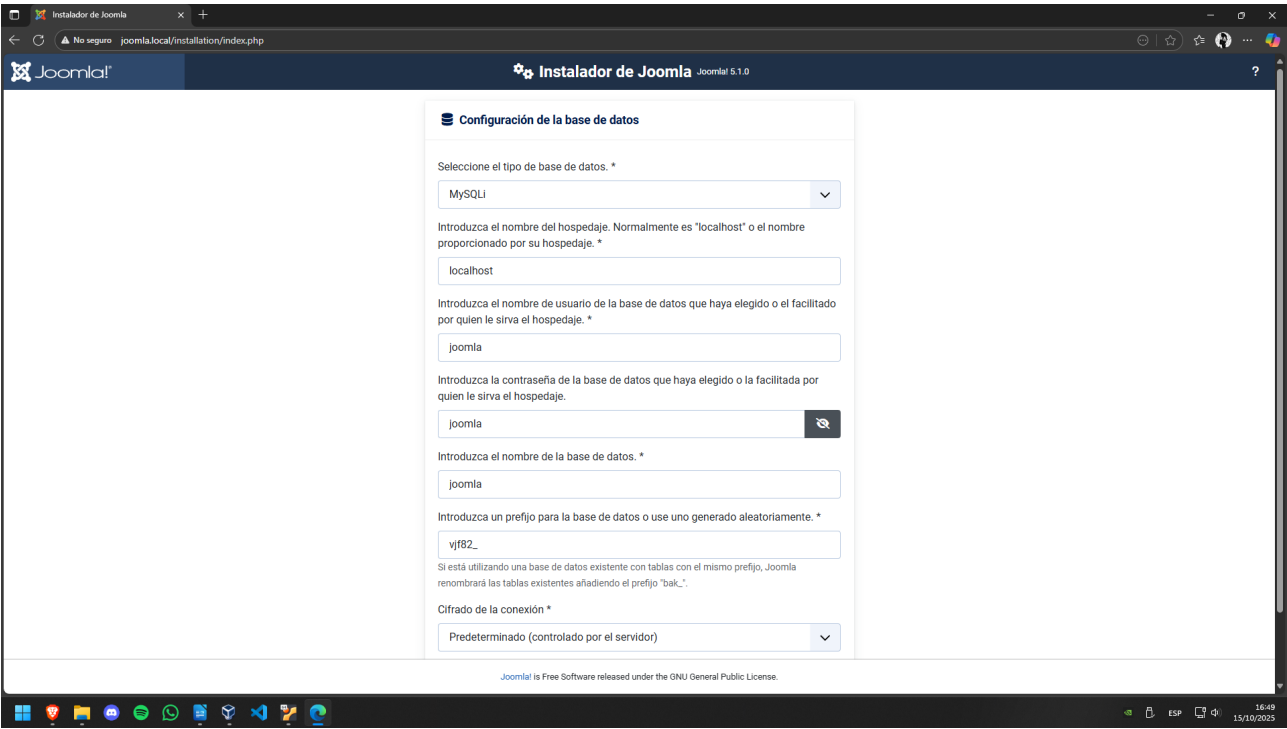 Instalador de Joomla
No seguro joomla.local/installation/index.php
Joomla!®
Instalador de Joomla Joomla! 5.1.0
?
Configuración de la base de datos
Seleccione el tipo de base de datos. *
MySQLi
Introduzca el nombre del hospedaje. Normalmente es "localhost" o el nombre
proporcionado por su hospedaje. *
localhost
Introduzca el nombre de usuario de la base de datos que haya elegido o el facilitado
por quien le sirva el hospedaje. *
joomla
Introduzca la contraseña de la base de datos que haya elegido o la facilitada por
quien le sirva el hospedaje.
joomla
Introduzca el nombre de la base de datos. *
joomla
Introduzca un prefijo para la base de datos o use uno generado aleatoriamente. *
vjf82_
Si está utilizando una base de datos existente con tablas con el mismo prefijo, Joomla
renombrará las tablas existentes añadiendo el prefijo "bak_".
Cifrado de la conexión *
Predeterminado (controlado por el servidor)
Joomla! is Free Software released under the GNU General Public License.
ESP
16:49
15/10/2025